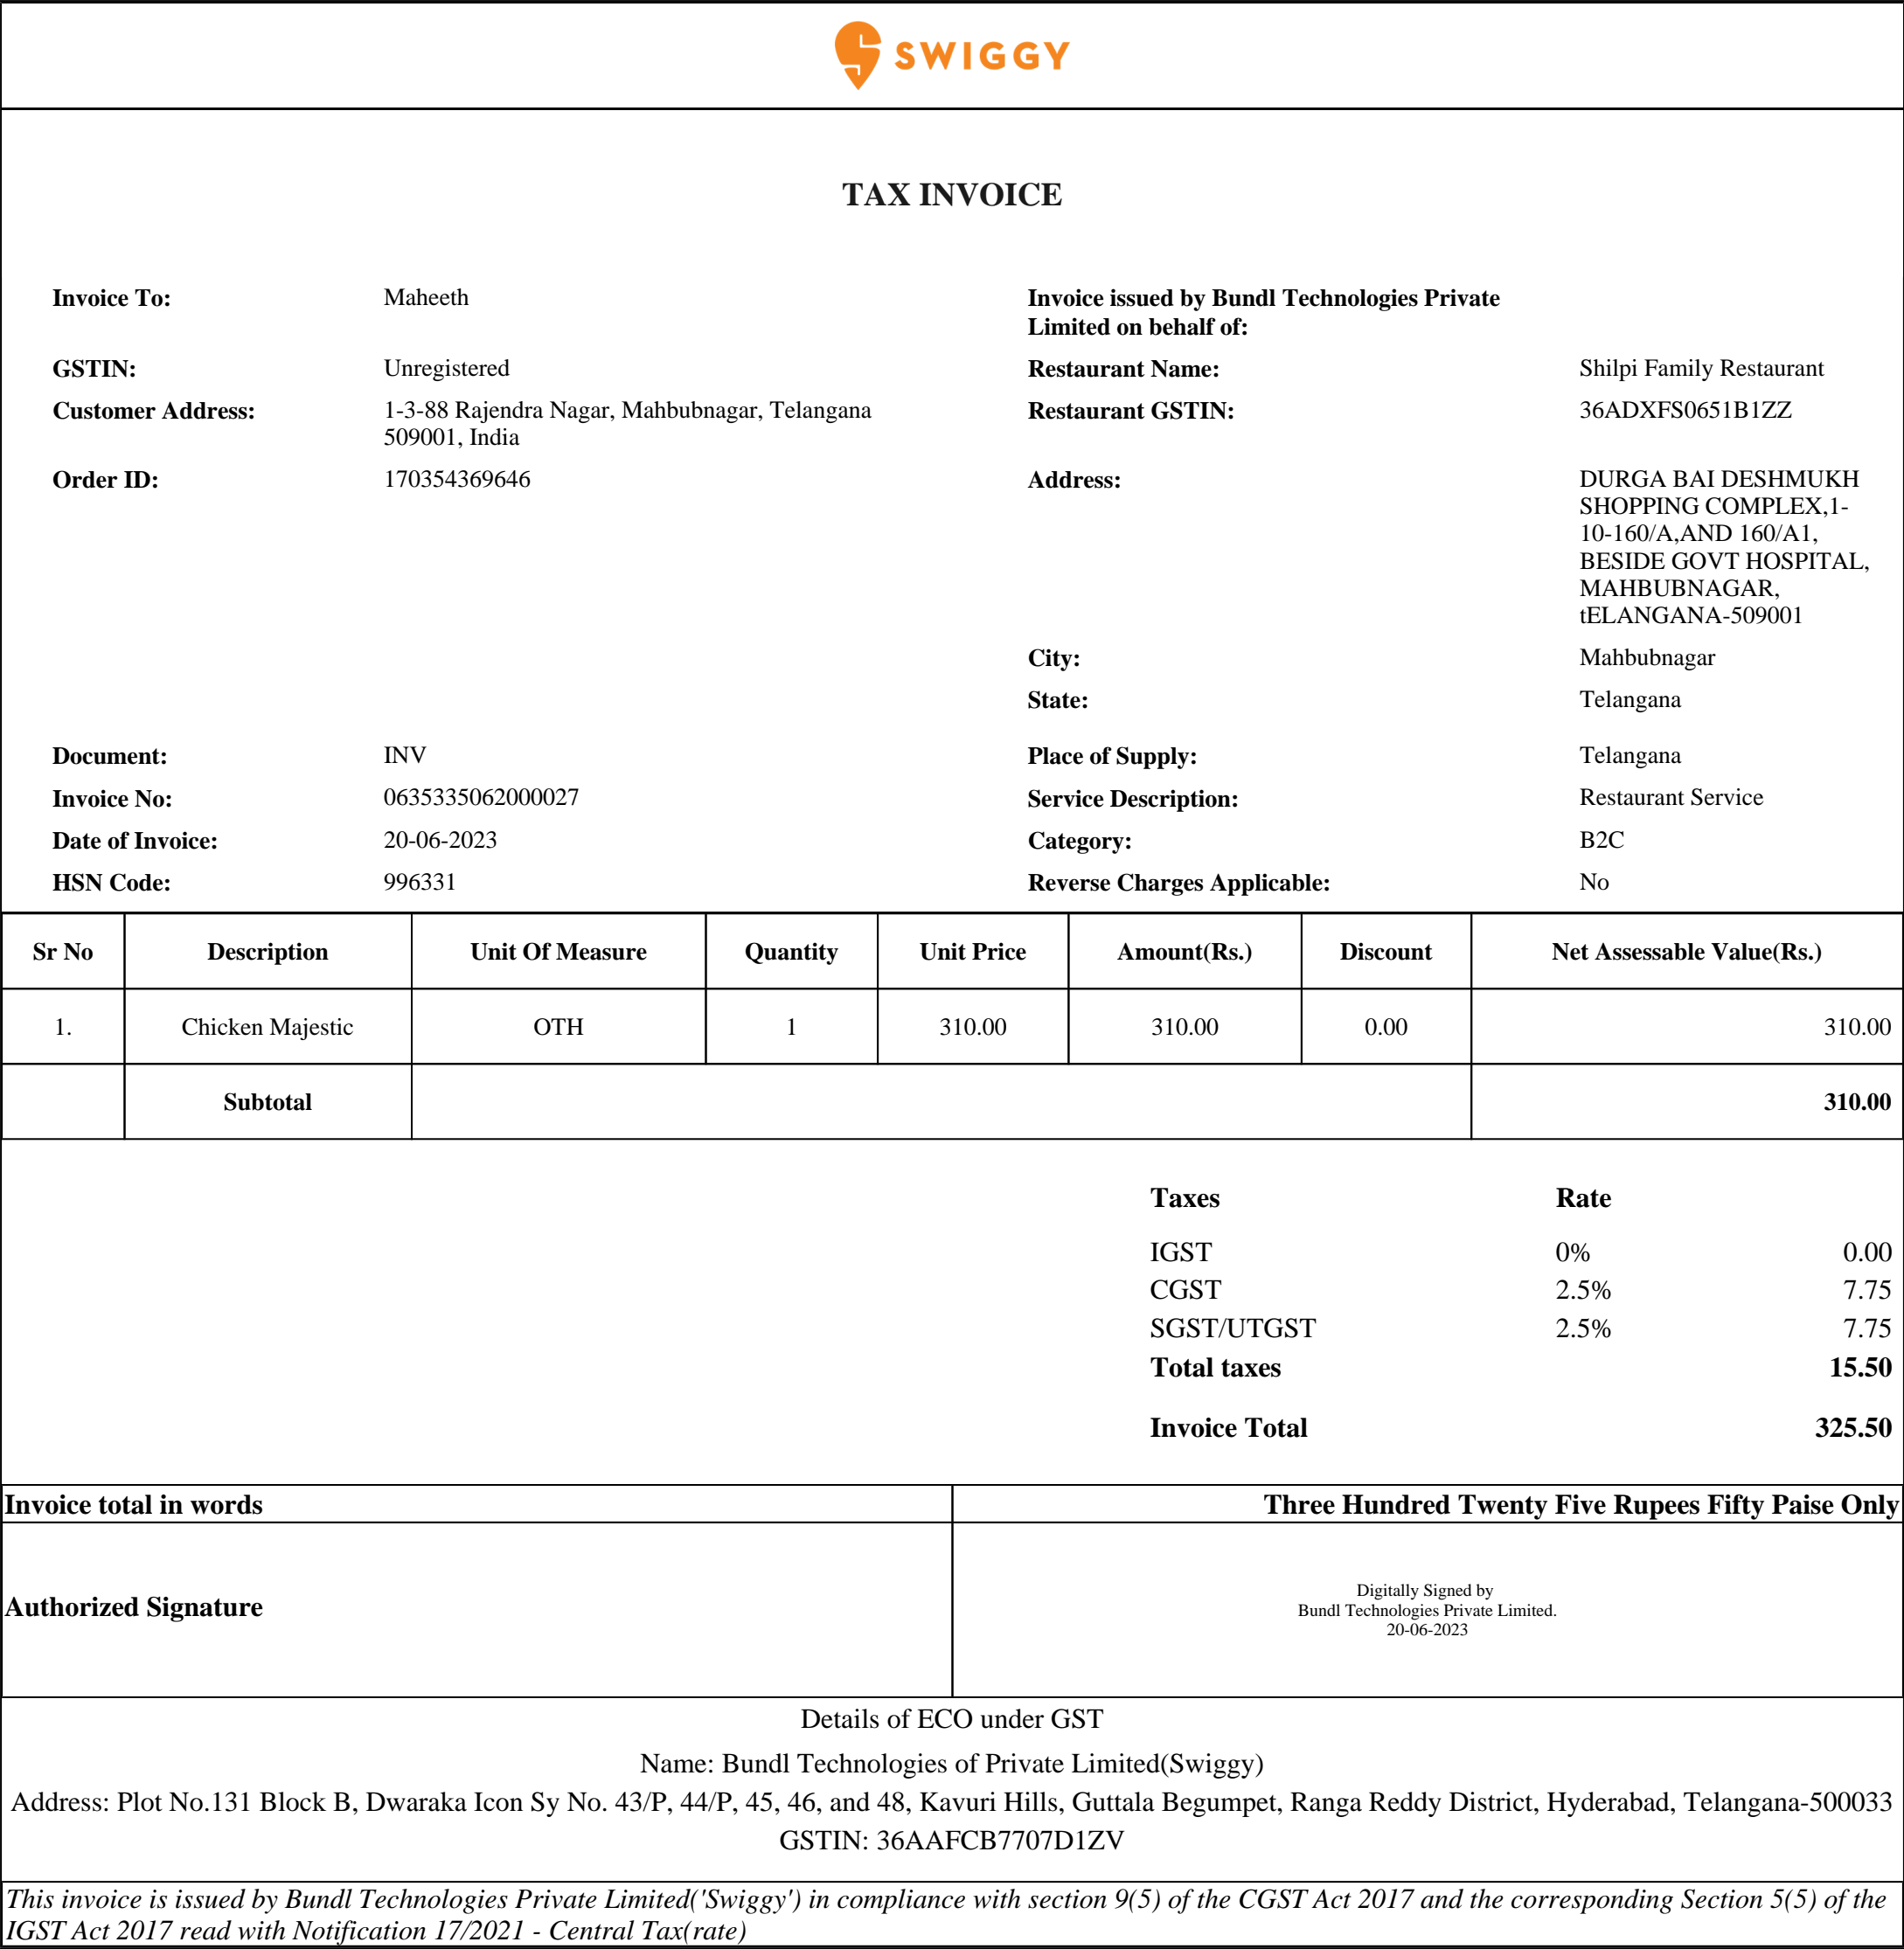 SWIGGY
TAX INVOICE
Invoice To: Maheeth
Invoice issued by Bundl Technologies Private
Limited on behalf of:
GSTIN: Unregistered
Restaurant Name: Shilpi Family Restaurant
Customer Address: 1-3-88 Rajendra Nagar, Mahbubnagar, Telangana
509001, India
Restaurant GSTIN: 36ADXFS0651B1ZZ
Order ID: 170354369646
Address: DURGA BAI DESHMUKH
SHOPPING COMPLEX,1-
10-160/A,AND 160/A1,
BESIDE GOVT HOSPITAL,
MAHBUBNAGAR,
tELANGANA-509001
City: Mahbubnagar
State: Telangana
Document: INV
Place of Supply: Telangana
Invoice No: 0635335062000027
Service Description: Restaurant Service
Date of Invoice: 20-06-2023
Category: B2C
HSN Code: 996331
Reverse Charges Applicable: No
Sr No Description Unit Of Measure Quantity Unit Price Amount(Rs.) Discount Net Assessable Value(Rs.)
1. Chicken Majestic OTH 1 310.00 310.00 0.00 310.00
Subtotal 310.00
Taxes Rate
IGST 0% 0.00
CGST 2.5% 7.75
SGST/UTGST 2.5% 7.75
Total taxes 15.50
Invoice Total 325.50
Invoice total in words Three Hundred Twenty Five Rupees Fifty Paise Only
Authorized Signature
Digitally Signed by
Bundl Technologies Private Limited.
20-06-2023
Details of ECO under GST
Name: Bundl Technologies of Private Limited(Swiggy)
Address: Plot No.131 Block B, Dwaraka Icon Sy No. 43/P, 44/P, 45, 46, and 48, Kavuri Hills, Guttala Begumpet, Ranga Reddy District, Hyderabad, Telangana-500033
GSTIN: 36AAFCB7707D1ZV
This invoice is issued by Bundl Technologies Private Limited('Swiggy') in compliance with section 9(5) of the CGST Act 2017 and the corresponding Section 5(5) of the
IGST Act 2017 read with Notification 17/2021 - Central Tax(rate)